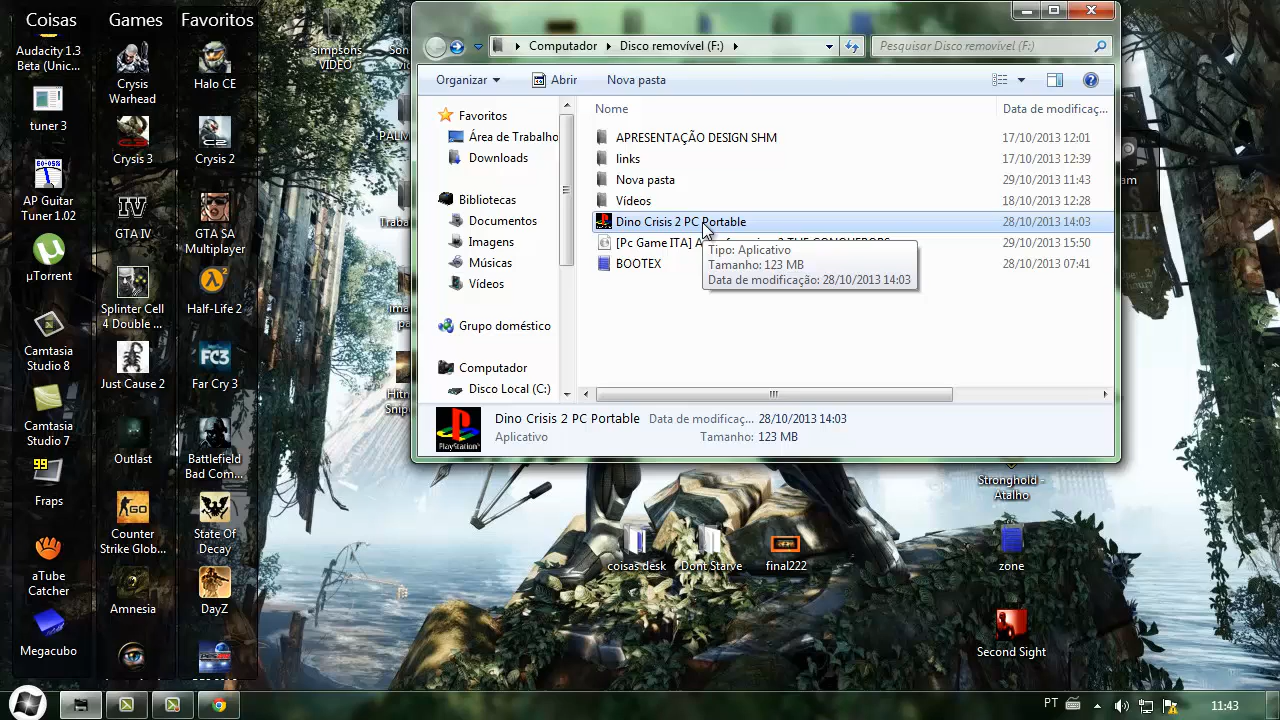 Coisas
Games
Favoritos
Audacity 1.3
Beta (Unic...
tuner 3
AP Guitar
Tuner 1.02
µTorrent
Camtasia
Studio 8
Camtasia
Studio 7
99
Fraps
aTube
Catcher
Megacubo
Crysis
Warhead
Crysis 3
GTA IV
Splinter Cell
4 Double ...
Just Cause 2
Outlast
Counter
Strike Glob...
Amnesia
Halo CE
Crysis 2
GTA SA
Multiplayer
Half-Life 2
FC3
Far Cry 3
Battlefield
Bad Com...
State Of
Decay
DayZ
simpsons
VIDEO
Computador
Disco removível (F:)
Pesquisar Disco removível (F:)
Organizar
Abrir
Nova pasta
Favoritos
Área de Trabalho
Downloads
Bibliotecas
Documentos
Imagens
Músicas
Vídeos
Grupo doméstico
Computador
Disco Local (C:)
Nome
Data de modificaç...
APRESENTAÇÃO DESIGN SHM
17/10/2013 12:01
links
17/10/2013 12:39
Nova pasta
29/10/2013 11:43
Vídeos
18/10/2013 12:28
Dino Crisis 2 PC Portable
28/10/2013 14:03
[Pc Game ITA] A
29/10/2013 15:50
BOOTEX
28/10/2013 07:41
Tipo: Aplicativo
Tamanho: 123 MB
Data de modificação: 28/10/2013 14:03
PlayStation
Dino Crisis 2 PC Portable
Data de modificaç... 28/10/2013 14:03
Aplicativo
Tamanho: 123 MB
Stronghold -
Atalho
coisas desk
Dont Starve
final222
zone
Second Sight
PT
11:43